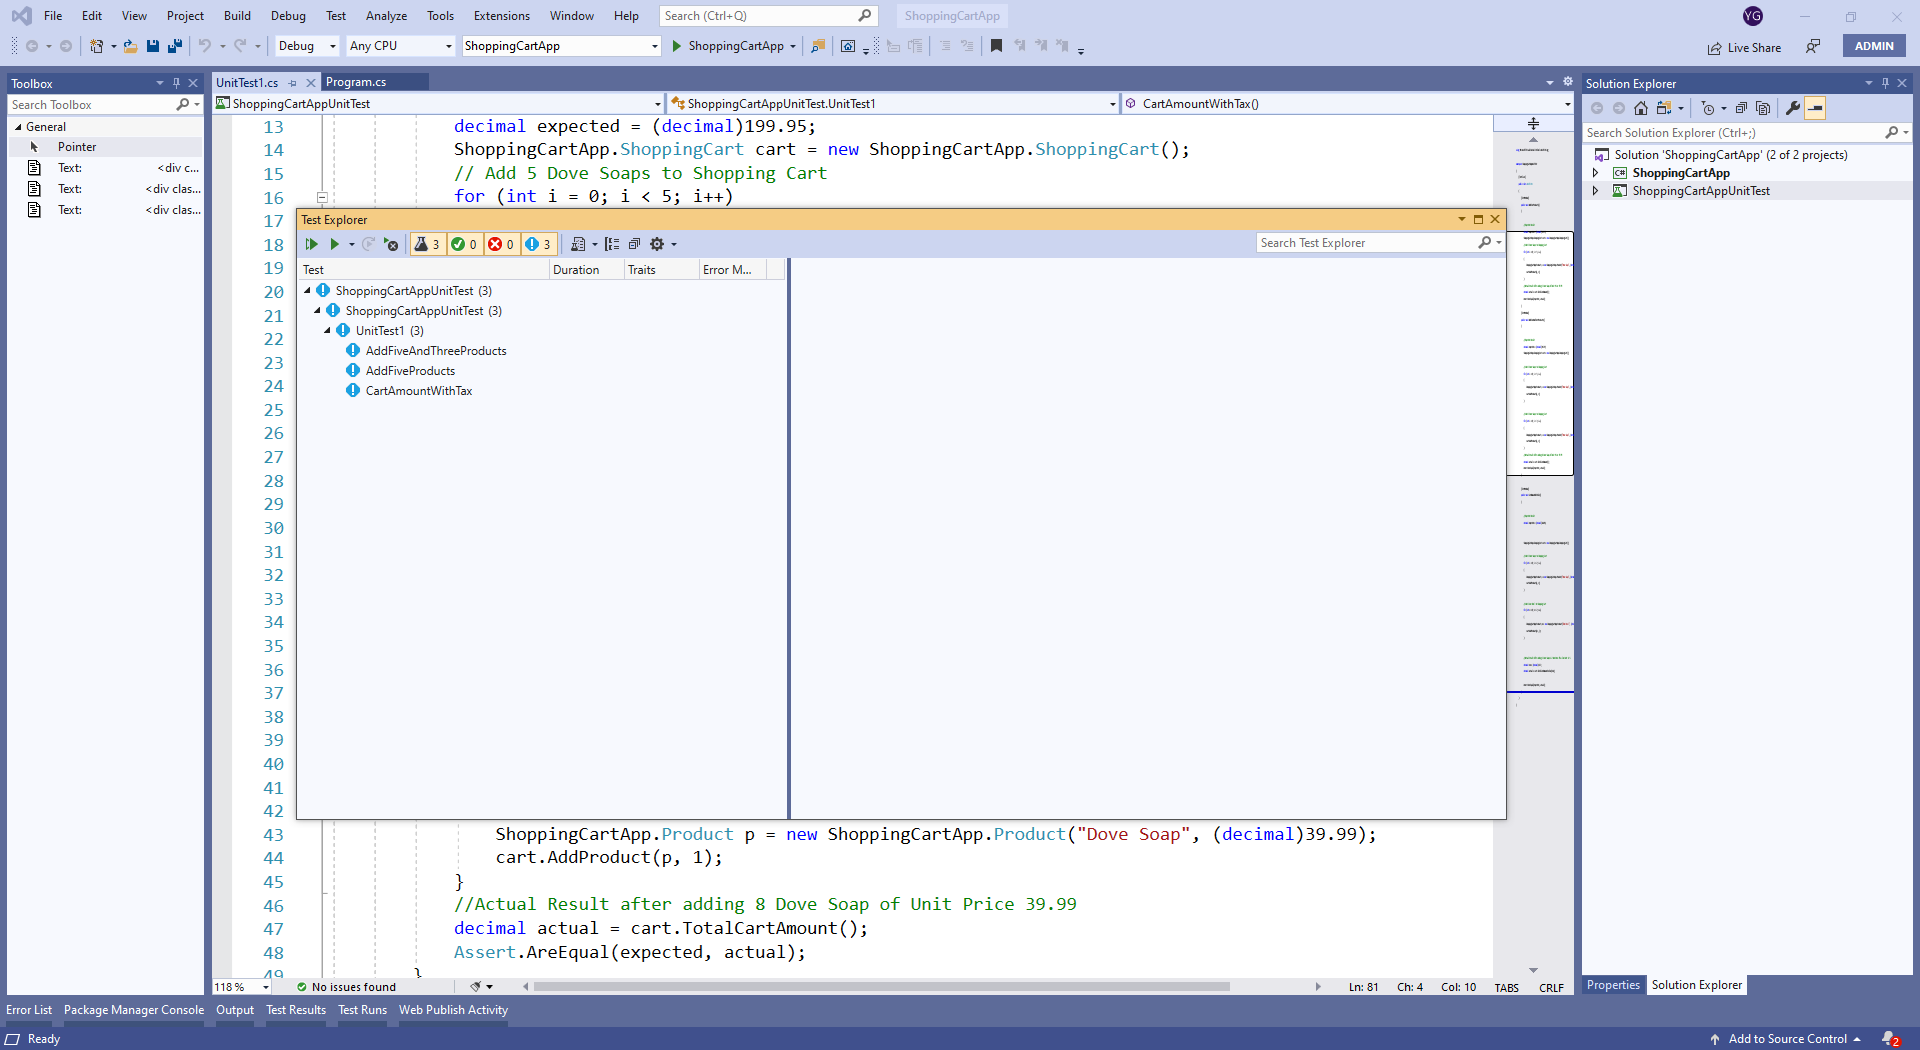 File Edit View Project Build Debug Test Analyze Tools Extensions Window Help Search (Ctrl+Q) ShoppingCartApp YG
Debug Any CPU ShoppingCartApp ShoppingCartApp Live Share ADMIN
Toolbox
Search Toolbox
General
Pointer
Text: <div c...
Text: <div clas...
Text: <div clas...
UnitTest1.cs Program.cs
ShoppingCartAppUnitTest ShoppingCartAppUnitTest.UnitTest1 CartAmountWithTax()
13 decimal expected = (decimal)199.95;
14 ShoppingCartApp.ShoppingCart cart = new ShoppingCartApp.ShoppingCart();
15 // Add 5 Dove Soaps to Shopping Cart
16 for (int i = 0; i < 5; i++)
17
18
19
20
21
22
23
24
25
26
27
28
29
30
31
32
33
34
35
36
37
38
39
40
41
42
Test Explorer
3 0 0 3 Search Test Explorer
Test Duration Traits Error M...
ShoppingCartAppUnitTest (3)
ShoppingCartAppUnitTest (3)
UnitTest1 (3)
AddFiveAndThreeProducts
AddFiveProducts
CartAmountWithTax
43 ShoppingCartApp.Product p = new ShoppingCartApp.Product("Dove Soap", (decimal)39.99);
44 cart.AddProduct(p, 1);
45 }
46 //Actual Result after adding 8 Dove Soap of Unit Price 39.99
47 decimal actual = cart.TotalCartAmount();
48 Assert.AreEqual(expected, actual);
49 }
118 % No issues found Ln: 81 Ch: 4 Col: 10 TABS CRLF
Solution Explorer
Search Solution Explorer (Ctrl+;)
Solution 'ShoppingCartApp' (2 of 2 projects)
C# ShoppingCartApp
ShoppingCartAppUnitTest
Properties Solution Explorer
Error List Package Manager Console Output Test Results Test Runs Web Publish Activity
Ready Add to Source Control 2